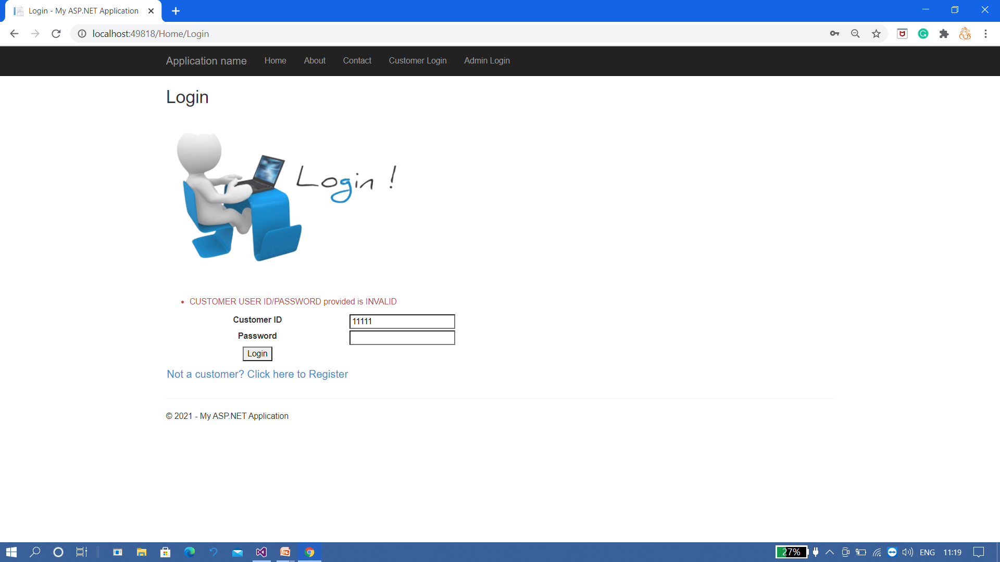 Login - My ASP.NET Application
localhost:49818/Home/Login
Application name Home About Contact Customer Login Admin Login
Login
Login !
CUSTOMER USER ID/PASSWORD provided is INVALID
Customer ID 11111
Password
Login
Not a customer? Click here to Register
© 2021 - My ASP.NET Application
27% ENG 11:19